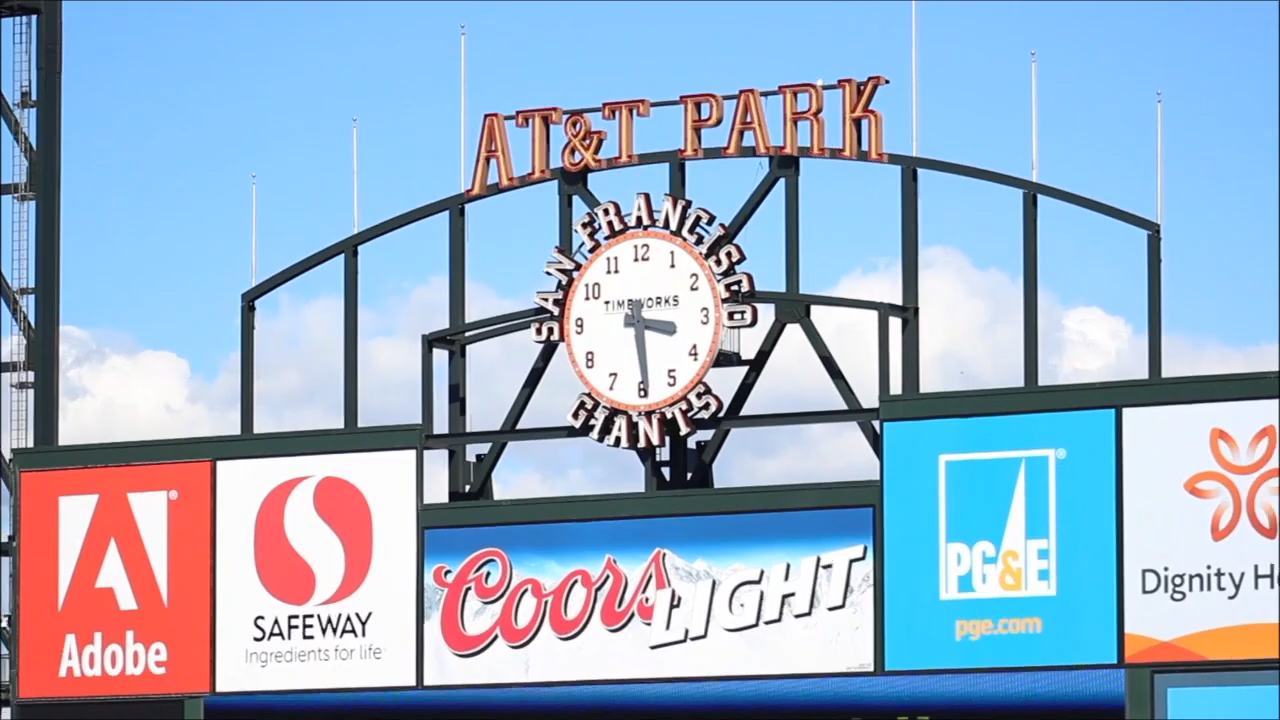 AT&T PARK
SAN FRANCISCO
12
11
1
10
2
TIMEWORKS
9
3
8
4
7
5
6
GIANTS
Adobe
SAFEWAY
Ingredients for life
Coors LIGHT
PG&E
pge.com
Dignity H